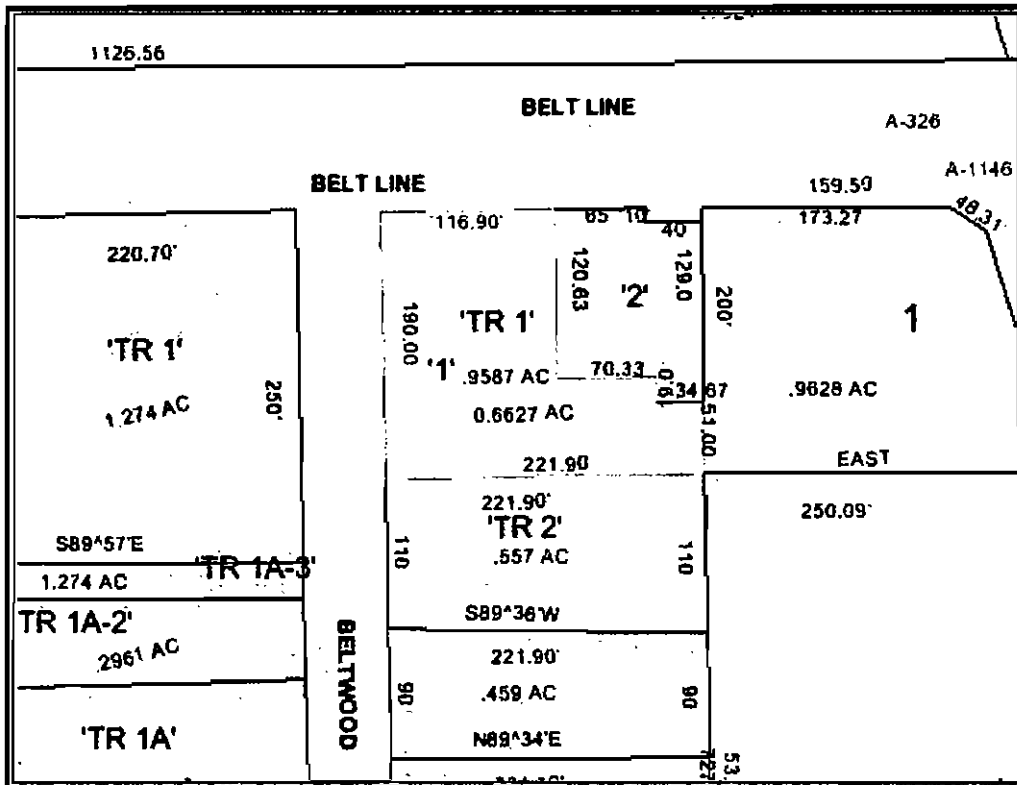 1126.56
BELT LINE
A-326
A-1146
BELT LINE
159.50
116.90'
65 10
40
173.27
48.31
220.70'
120.63
'2'
129.0
200'
1
190.00
'TR 1'
'TR 1'
'1'
.9587 AC
70.33
19.0
34.67
.9628 AC
250'
1.274 AC
0.6627 AC
51.00
221.90
EAST
221.90'
'TR 2'
250.09'
110
.557 AC
110
S89^57'E
'TR 1A-3'
1.274 AC
S89^36'W
TR 1A-2'
.2961 AC
BELTWOOD
221.90'
90
.459 AC
90
'TR 1A'
N89^34'E
53.